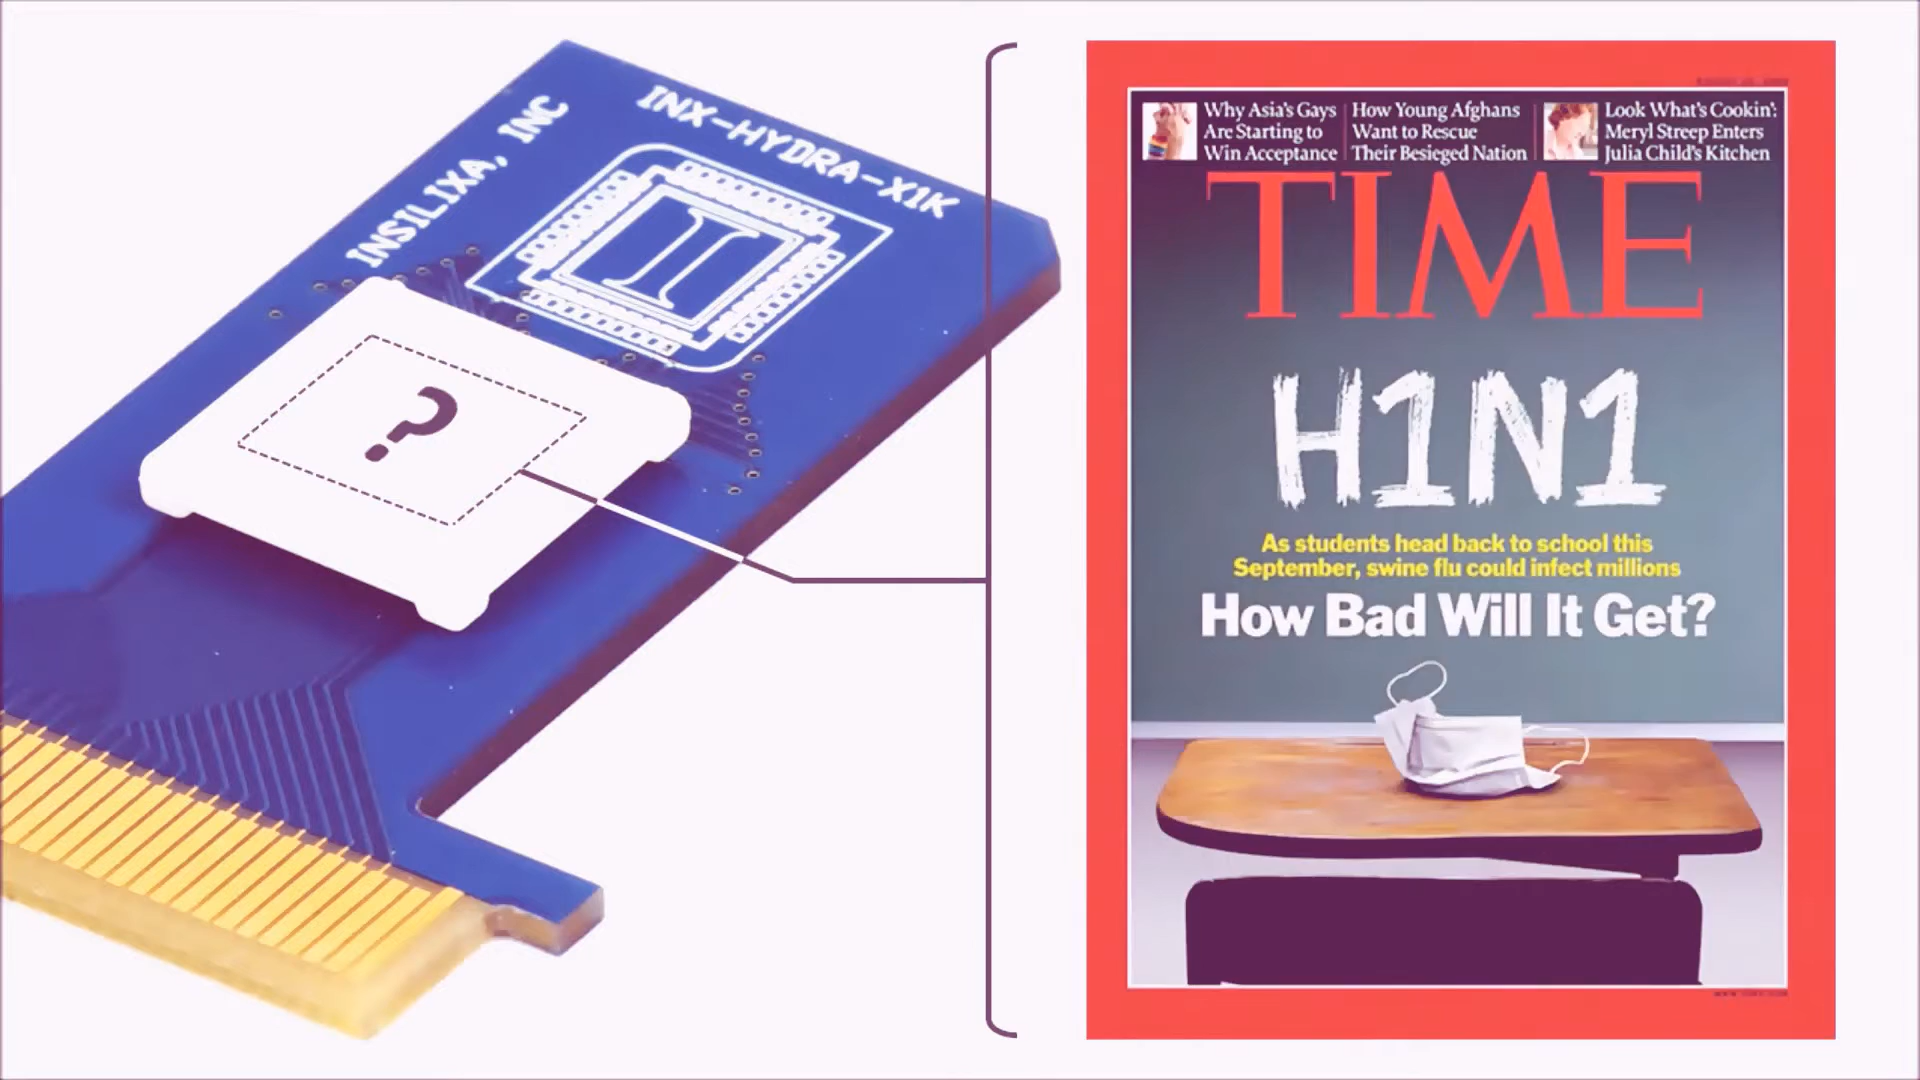 INSILIXA, INC
INX-HYDRA-X1K
I
?
Why Asia's Gays
Are Starting to
Win Acceptance
How Young Afghans
Want to Rescue
Their Besieged Nation
Look What's Cookin':
Meryl Streep Enters
Julia Child's Kitchen
TIME
H1N1
As students head back to school this
September, swine flu could infect millions
How Bad Will It Get?